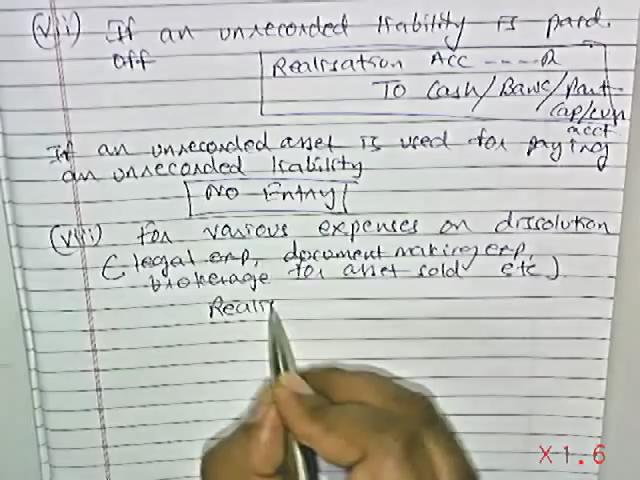 (vii) If an unrecorded liability is paid
off
Realisation Acc ---- Dr
To Cash/Bank/Part
cap/curr
acct
If an unrecorded asset is used for paying
an unrecorded liability
No Entry
(viii) for various expenses on dissolution
(legal exp, document making exp,
brokerage for asset sold etc)
Realis
X1.6